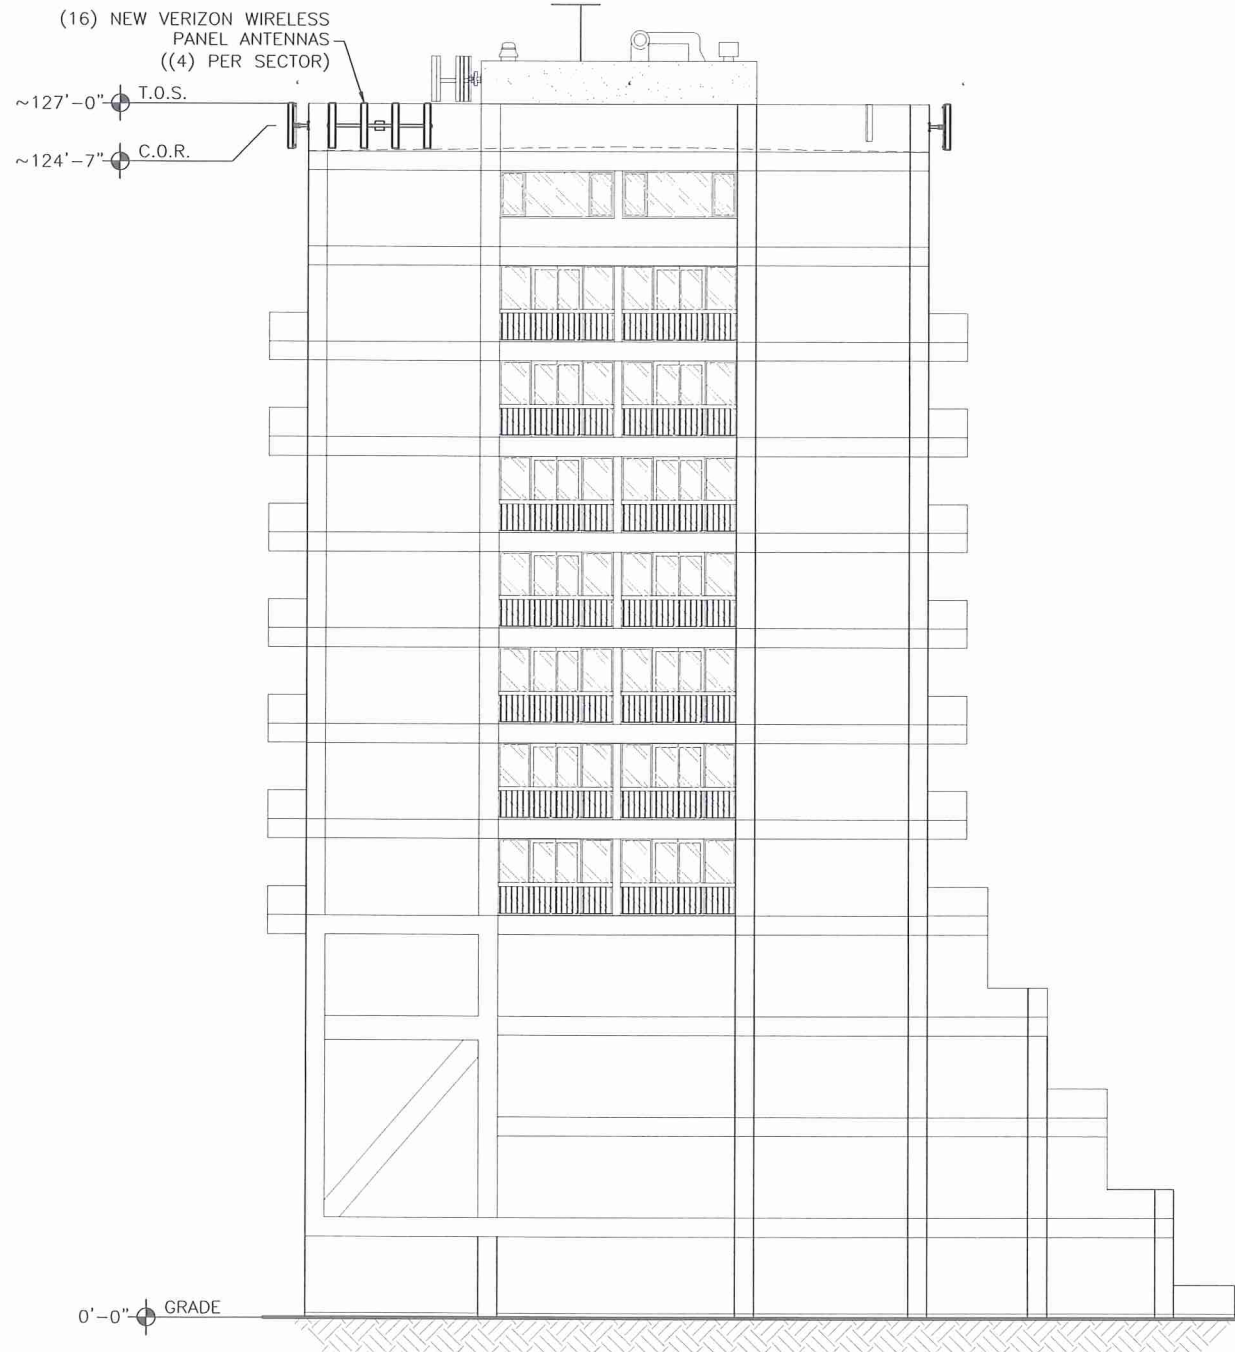 (16) NEW VERIZON WIRELESS
PANEL ANTENNAS
((4) PER SECTOR)
~127'-0" T.O.S.
~124'-7" C.O.R.
0'-0" GRADE